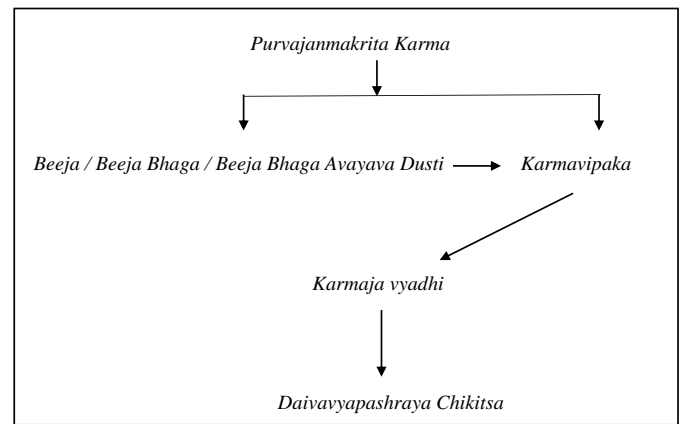 Purvajanmakrita Karma
Beeja / Beeja Bhaga / Beeja Bhaga Avayava Dusti
Karmavipaka
Karmaja vyadhi
Daivavyapashraya Chikitsa